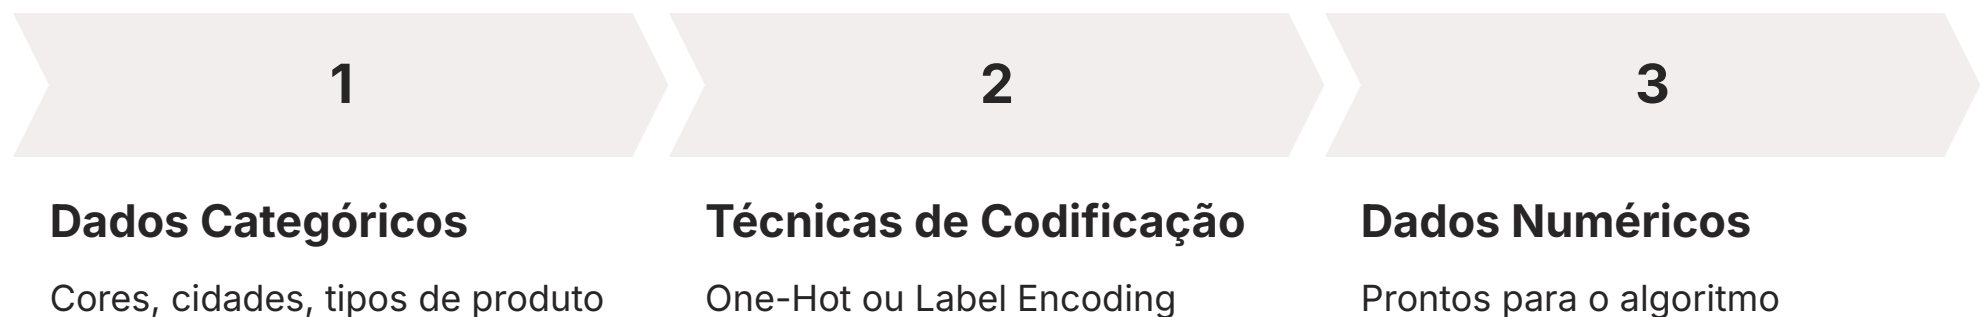 1
2
3
Dados Categóricos
Cores, cidades, tipos de produto
Técnicas de Codificação
One-Hot ou Label Encoding
Dados Numéricos
Prontos para o algoritmo